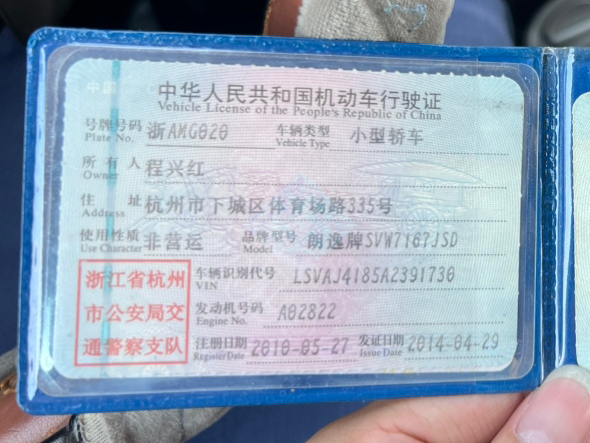 中华人民共和国机动车行驶证
Vehicle License of the People's Republic of China
号牌号码 浙AMG020 车辆类型 小型轿车
Plate No. Vehicle Type
所有人 程兴红
Owner
住址 杭州市下城区体育场路335号
Address
使用性质 非营运 品牌型号 朗逸牌SVW7167JSD
Use Character Model
浙江省杭州 车辆识别代号 LSVAJ4185A2391730
VIN
市公安局交 发动机号码 A02822
Engine No.
通警察支队 注册日期 2010-05-27 发证日期 2014-04-29
Register Date Issue Date